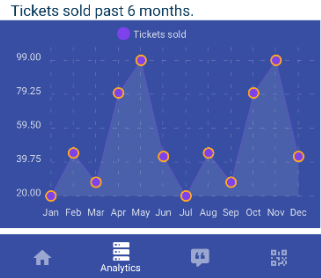 Tickets sold past 6 months.
Tickets sold
99.00
79.25
59.50
39.75
20.00
Jan Feb Mar Apr May Jun Jul Aug Sep Oct Nov Dec
Analytics